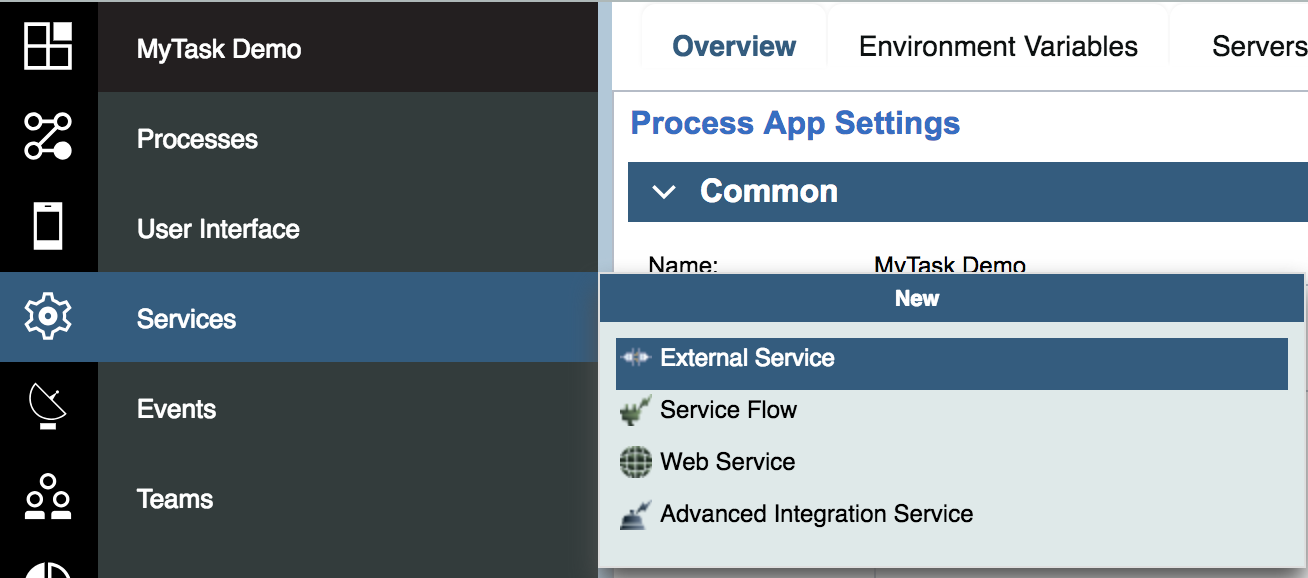 MyTask Demo
Processes
User Interface
Services
Events
Teams
Overview Environment Variables Servers
Process App Settings
Common
Name: MyTask Demo
New
External Service
Service Flow
Web Service
Advanced Integration Service